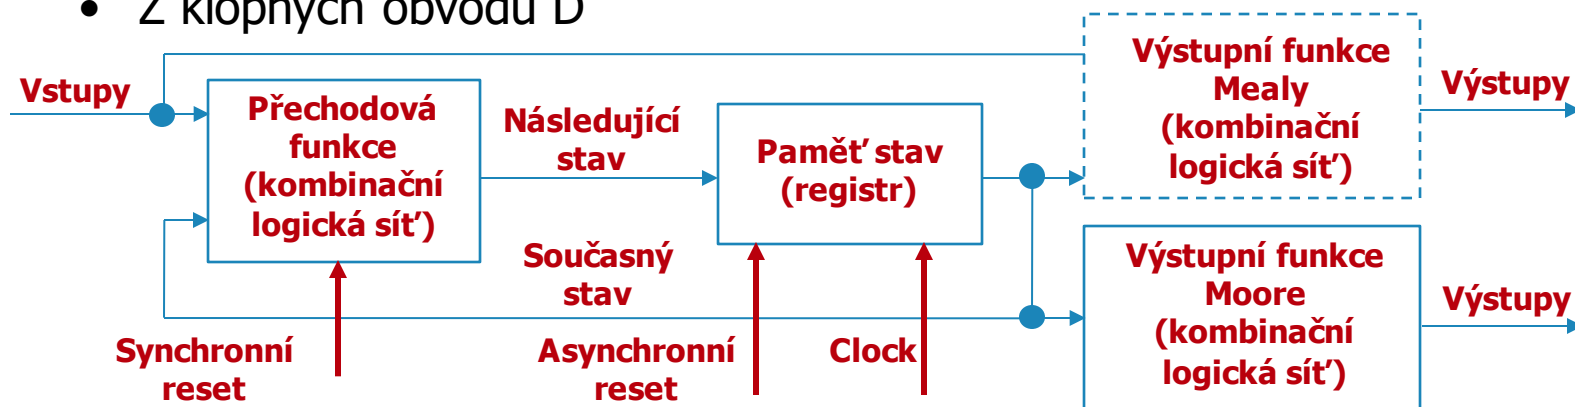 • Z klopných obvodů D
Vstupy
Přechodová
funkce
(kombinační
logická síť)
Následující
stav
Paměť stav
(registr)
Výstupní funkce
Mealy
(kombinační
logická síť)
Výstupy
Současný
stav
Výstupní funkce
Moore
(kombinační
logická síť)
Výstupy
Synchronní
reset
Asynchronní
reset
Clock